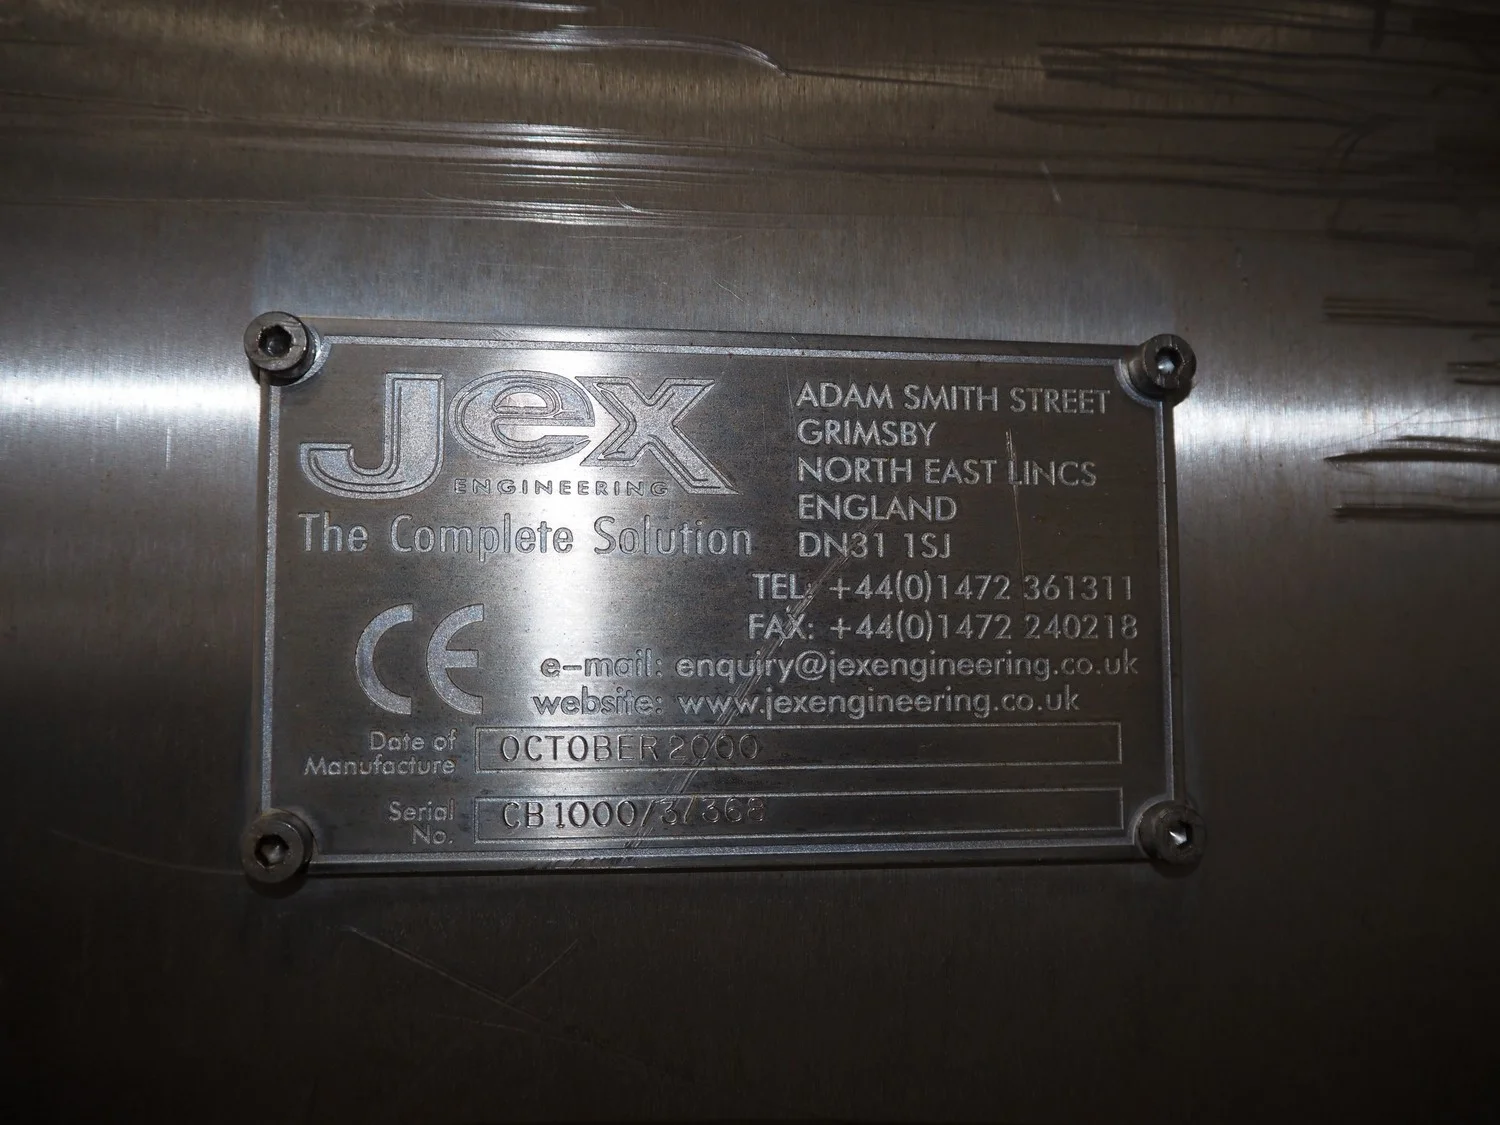 Jex
ENGINEERING
The Complete Solution
ADAM SMITH STREET
GRIMSBY
NORTH EAST LINCS
ENGLAND
DN31 1SJ
TEL: +44(0)1472 361311
FAX: +44(0)1472 240218
e-mail: enquiry@jexengineering.co.uk
website: www.jexengineering.co.uk
CE
Date of
Manufacture
OCTOBER 2000
Serial
No.
CB1000/3/368